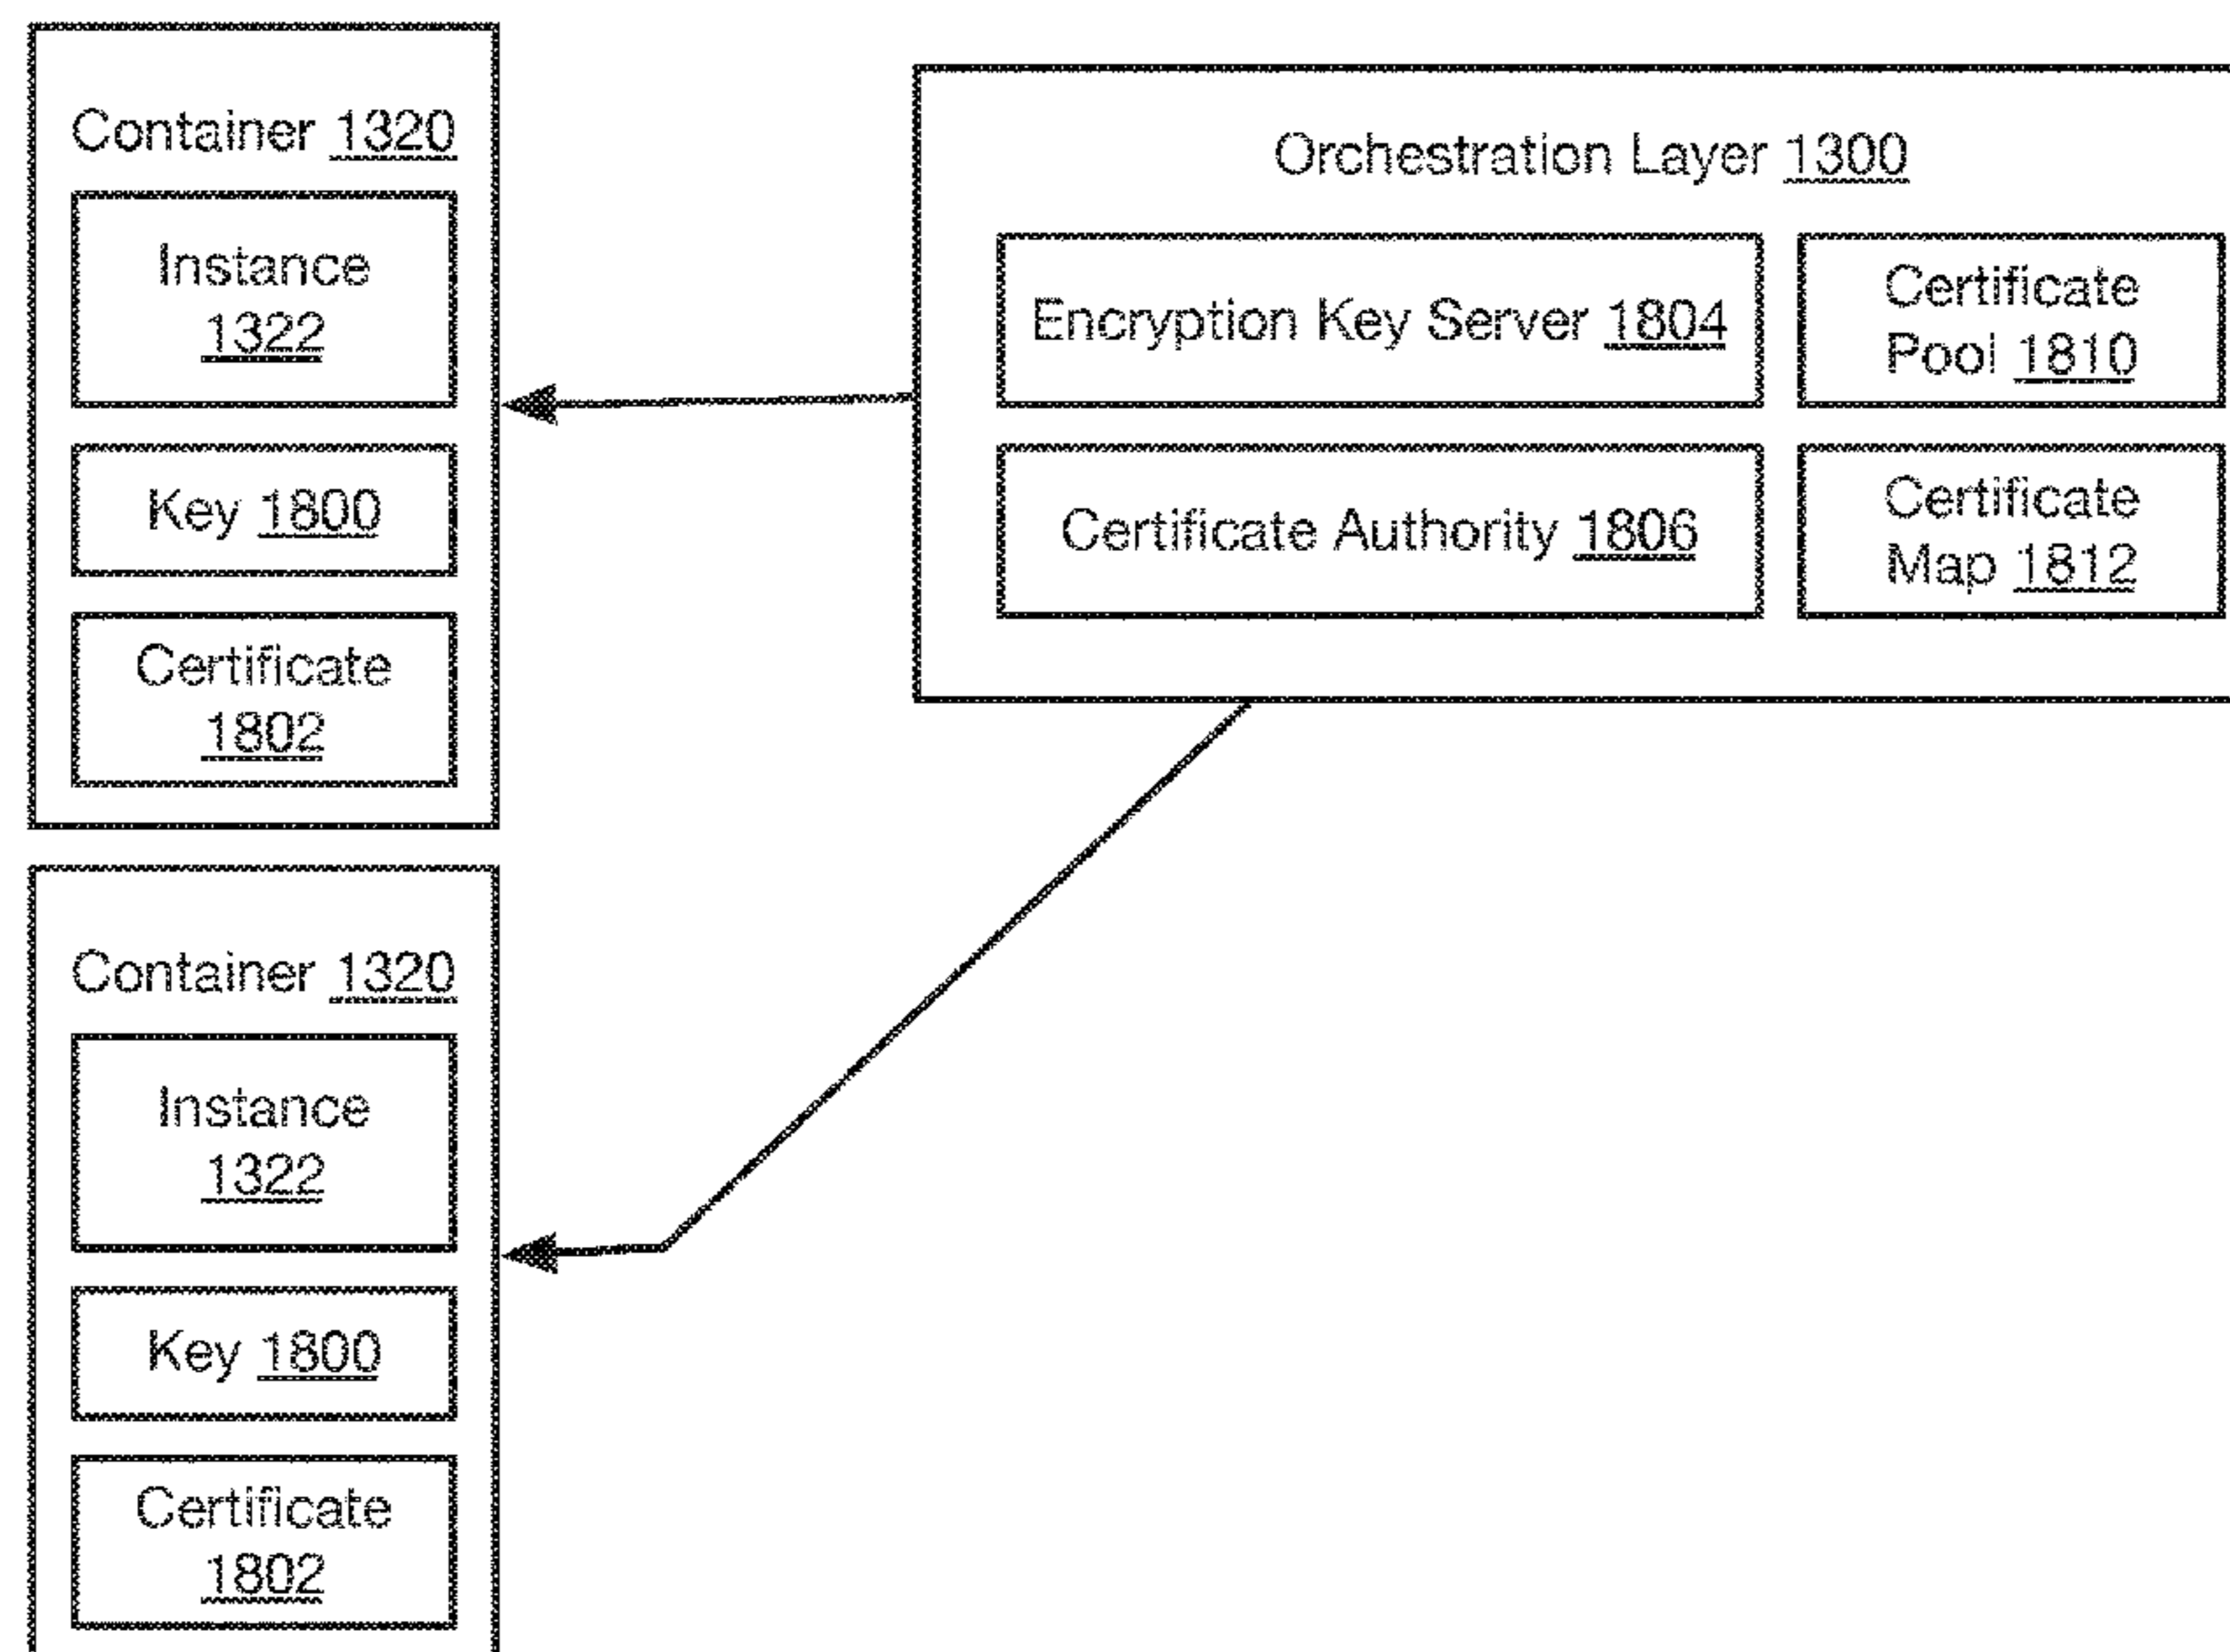 Container 1320
Instance
1322
Key 1800
Certificate
1802
Orchestration Layer 1300
Encryption Key Server 1804
Certificate
Pool 1810
Certificate Authority 1806
Certificate
Map 1812
Container 1320
Instance
1322
Key 1800
Certificate
1802